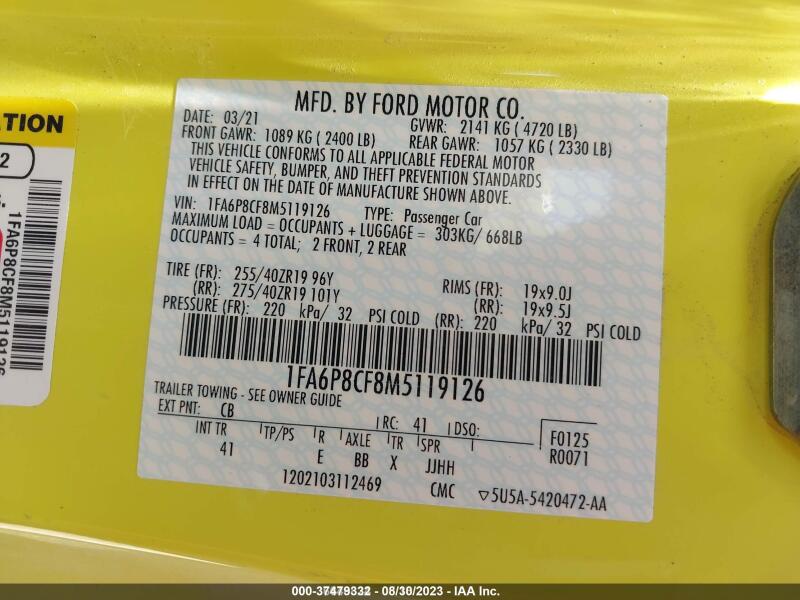 ATION
2
1FA6P8CF8M5119126
MFD. BY FORD MOTOR CO.
DATE: 03/21 GVWR: 2141 KG ( 4720 LB)
FRONT GAWR: 1089 KG ( 2400 LB) REAR GAWR: 1057 KG ( 2330 LB)
THIS VEHICLE CONFORMS TO ALL APPLICABLE FEDERAL MOTOR
VEHICLE SAFETY, BUMPER, AND THEFT PREVENTION STANDARDS
IN EFFECT ON THE DATE OF MANUFACTURE SHOWN ABOVE.
VIN: 1FA6P8CF8M5119126 TYPE: Passenger Car
MAXIMUM LOAD = OCCUPANTS + LUGGAGE = 303KG/ 668LB
OCCUPANTS = 4 TOTAL; 2 FRONT, 2 REAR
TIRE (FR): 255/40ZR19 96Y RIMS (FR): 19x9.0J
(RR): 275/40ZR19 101Y (RR): 19x9.5J
PRESSURE (FR): 220 kPa/ 32 PSI COLD (RR): 220 kPa/ 32 PSI COLD
1FA6P8CF8M5119126
TRAILER TOWING - SEE OWNER GUIDE
EXT PNT: CB RC: 41 DSO: F0125
INT TR TP/PS R AXLE TR SPR R0071
41 E BB X JJHH
1202103112469 CMC ▽5U5A-5420472-AA
000-37479332 / 08/30/2023 - IAA Inc.